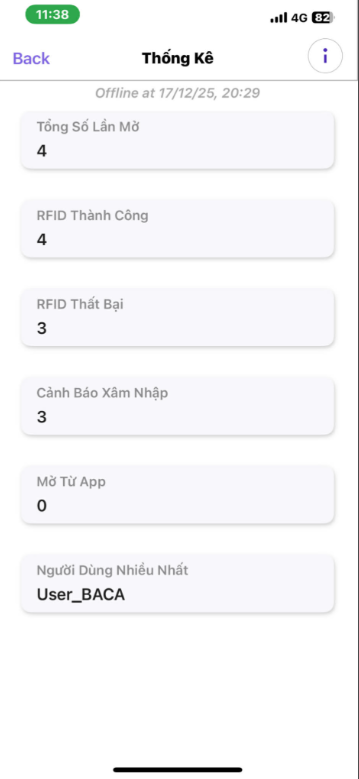 11:38
4G 82
Back
Thống Kê
i
Offline at 17/12/25, 20:29
Tổng Số Lần Mở
4
RFID Thành Công
4
RFID Thất Bại
3
Cảnh Báo Xâm Nhập
3
Mở Từ App
0
Người Dùng Nhiều Nhất
User_BACA